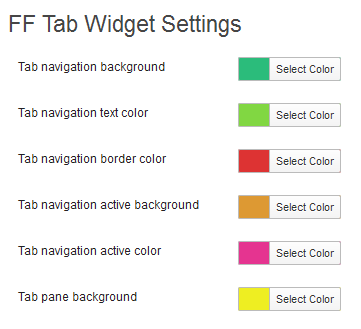 FF Tab Widget Settings
Tab navigation background Select Color
Tab navigation text color Select Color
Tab navigation border color Select Color
Tab navigation active background Select Color
Tab navigation active color Select Color
Tab pane background Select Color